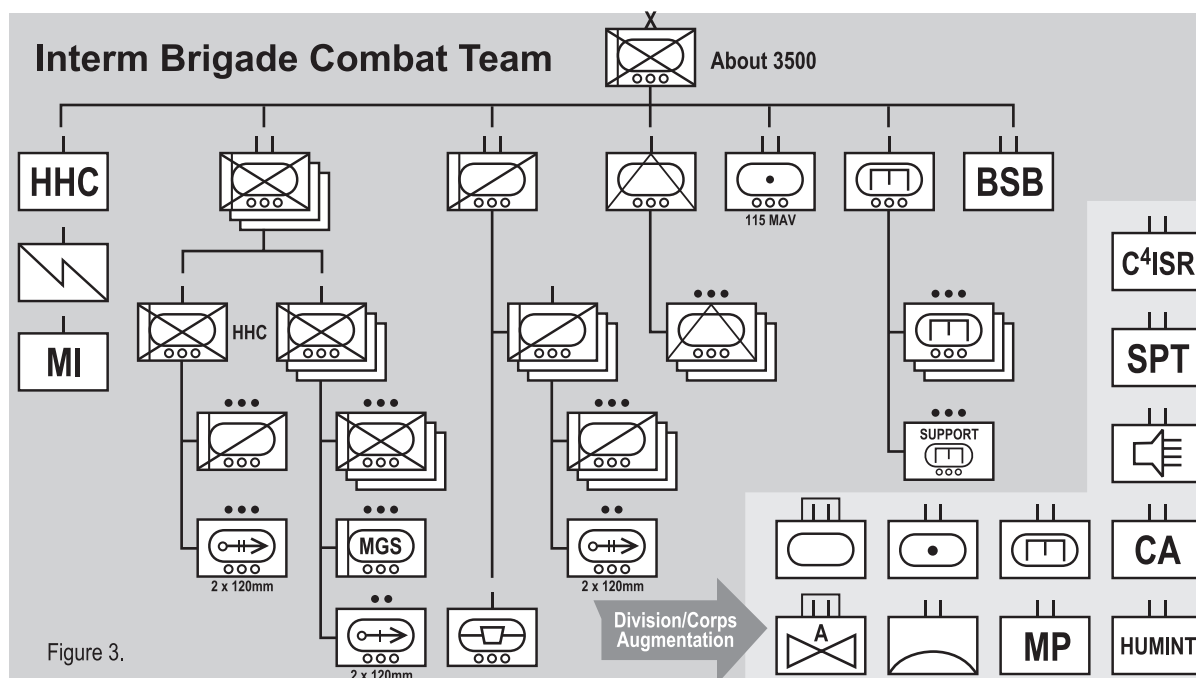 Interm Brigade Combat Team
X
About 3500
HHC
BSB
115 MAV
C⁴ISR
MI
HHC
SPT
SUPPORT
MGS
CA
2 x 120mm
2 x 120mm
Division/Corps
Augmentation
A
MP
HUMINT
Figure 3.
2 x 120mm